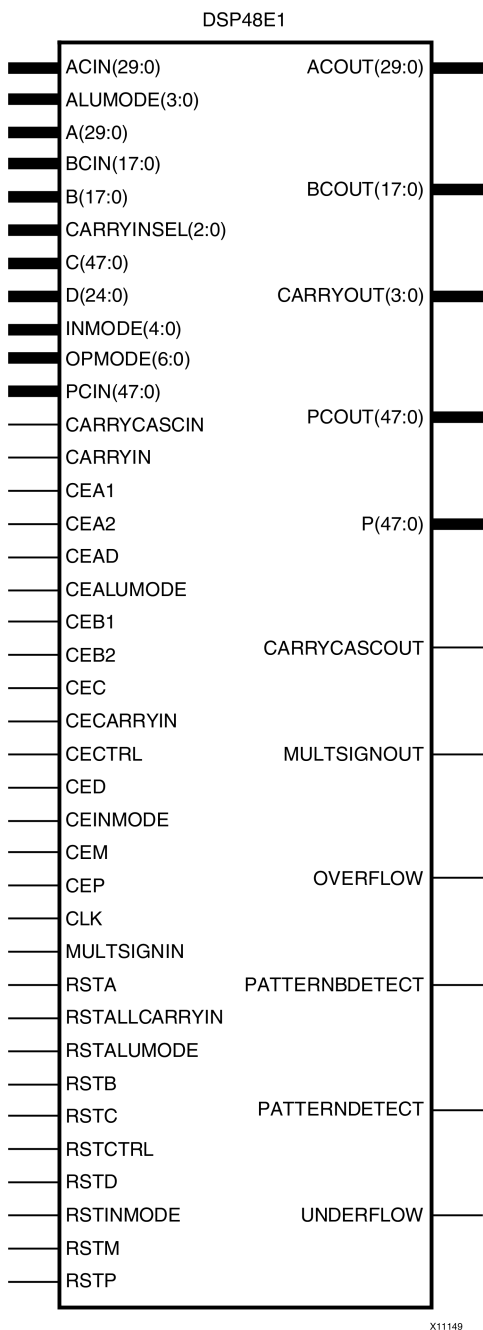 DSP48E1
ACIN(29:0)
ACOUT(29:0)
ALUMODE(3:0)
A(29:0)
BCIN(17:0)
BCOUT(17:0)
B(17:0)
CARRYINSEL(2:0)
C(47:0)
D(24:0)
CARRYOUT(3:0)
INMODE(4:0)
OPMODE(6:0)
PCIN(47:0)
PCOUT(47:0)
CARRYCASCIN
CARRYIN
CEA1
CEA2
P(47:0)
CEAD
CEALUMODE
CEB1
CEB2
CARRYCASCOUT
CEC
CECARRYIN
CECTRL
MULTSIGNOUT
CED
CEINMODE
CEM
CEP
OVERFLOW
CLK
MULTSIGNIN
RSTA
PATTERNBDETECT
RSTALLCARRYIN
RSTALUMODE
RSTB
RSTC
PATTERNDETECT
RSTCTRL
RSTD
RSTINMODE
UNDERFLOW
RSTM
RSTP
X11149